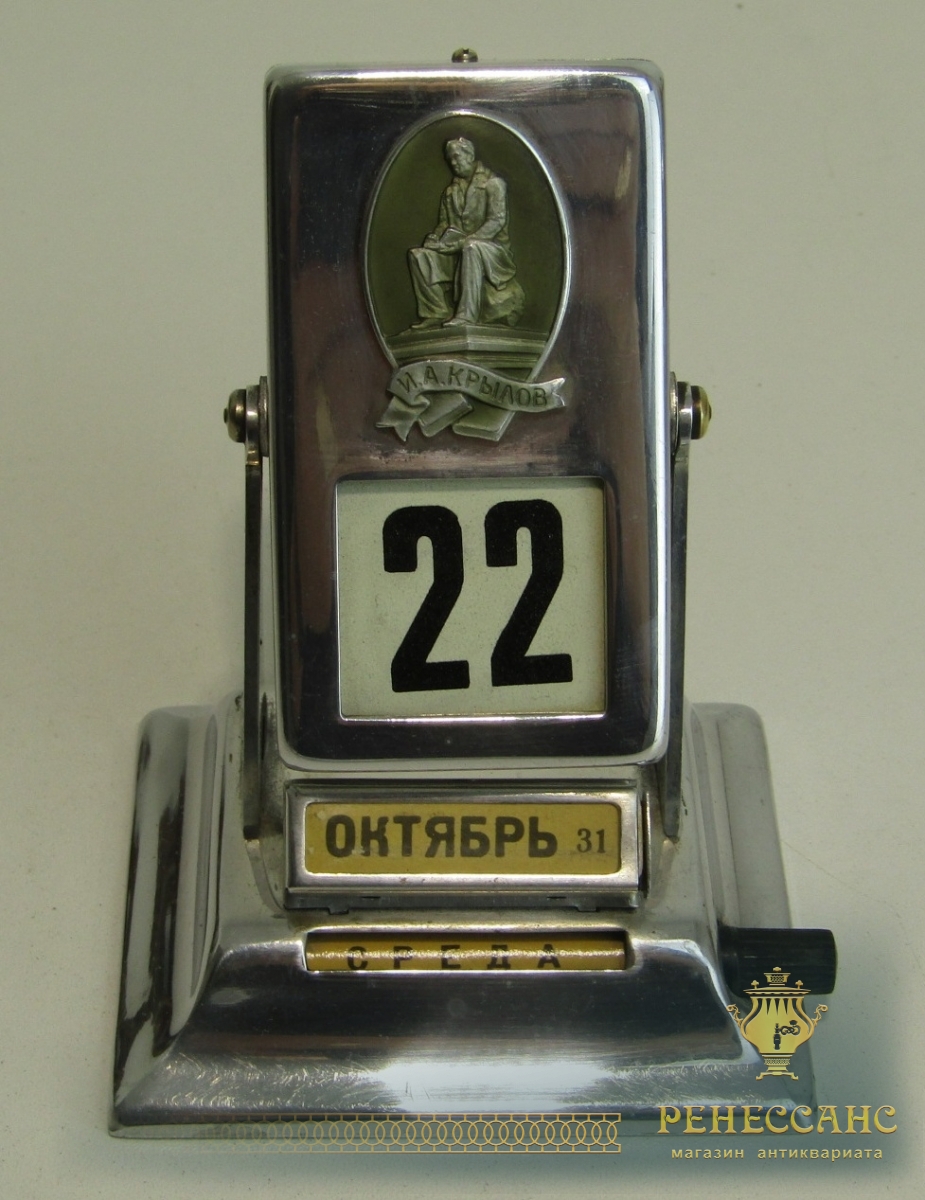 И.А.КРЫЛОВ
22
ОКТЯБРЬ 31
СРЕДА
РЕНЕССАНС
магазин антиквариата